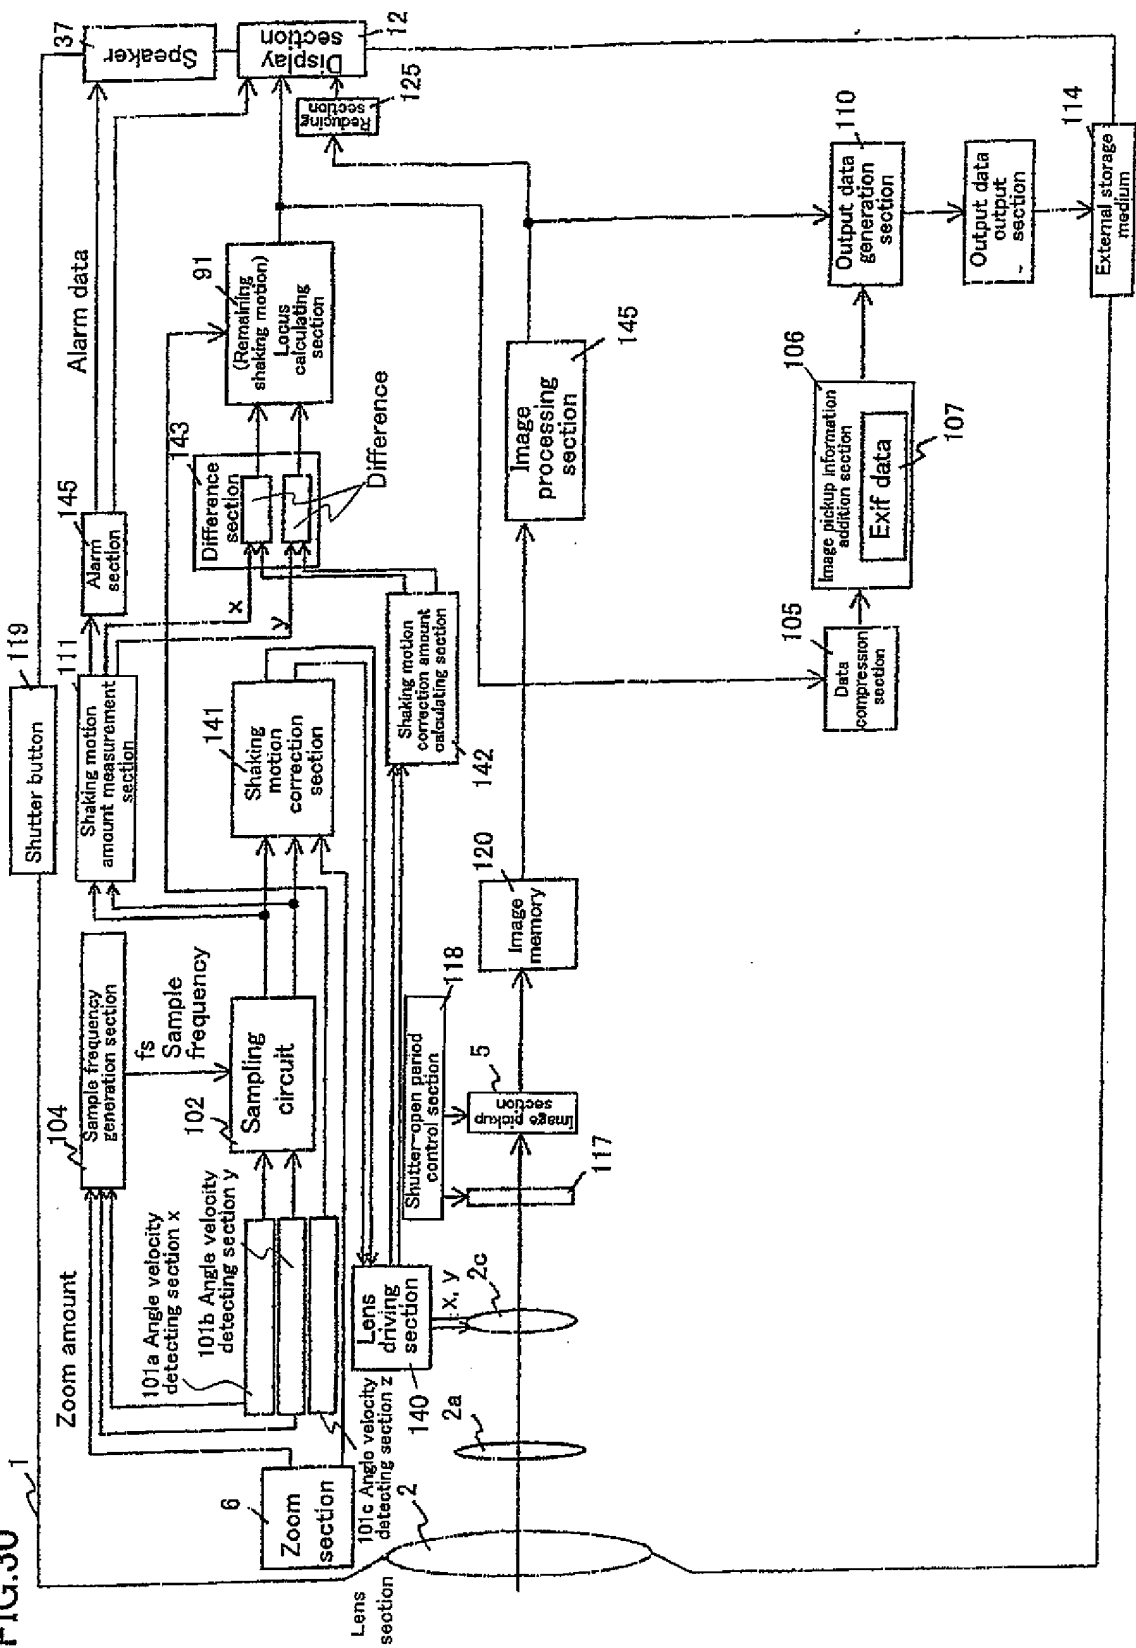 FIG.30
1
Shutter button
119
37
Speaker
12
Display
section
Alarm data
Zoom amount
104
Sample frequency
generation section
fs
Sample
frequency
111
Shaking motion
amount measurement
section
145
Alarm
section
101a Angle velocity
detecting section x
101b Angle velocity
detecting section y
101c Angle velocity
detecting section z
102
Sampling
circuit
141
Shaking
motion
correction
section
x
y
143
Difference
section
Difference
91
(Remaining
shaking motion)
Locus
calculating
section
125
Reducing
section
6
Zoom
section
Lens
driving
section
140
x, y
Shaking motion
correction amount
calculating section
142
Lens
section
2
2a
2c
118
Shutter-open period
control section
117
5
Image pickup
section
120
Image
memory
145
Image
processing
section
105
Data
compression
section
106
Image pickup information
addition section
Exif data
107
110
Output data
generation
section
Output data
output
section
114
External storage
medium